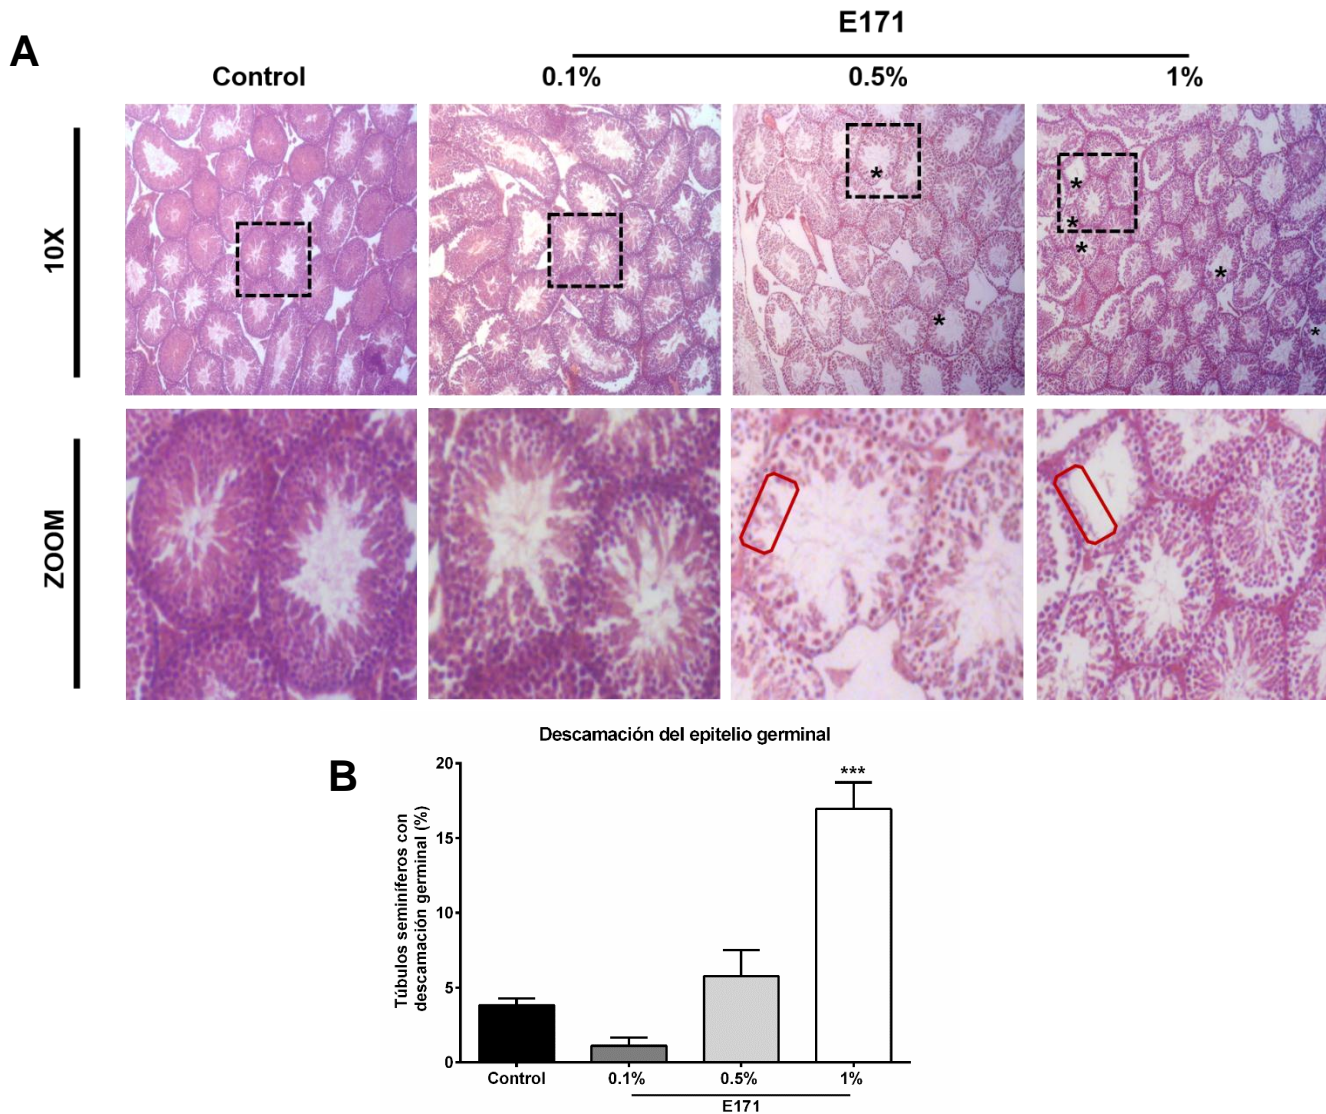 A
E171
Control
0.1%
0.5%
1%
10X
*
*
*
*
*
*
*
ZOOM
B
Descamación del epitelio germinal
Túbulos seminíferos con
descamación germinal (%)
20
15
10
5
0
***
Control
0.1%
0.5%
1%
E171